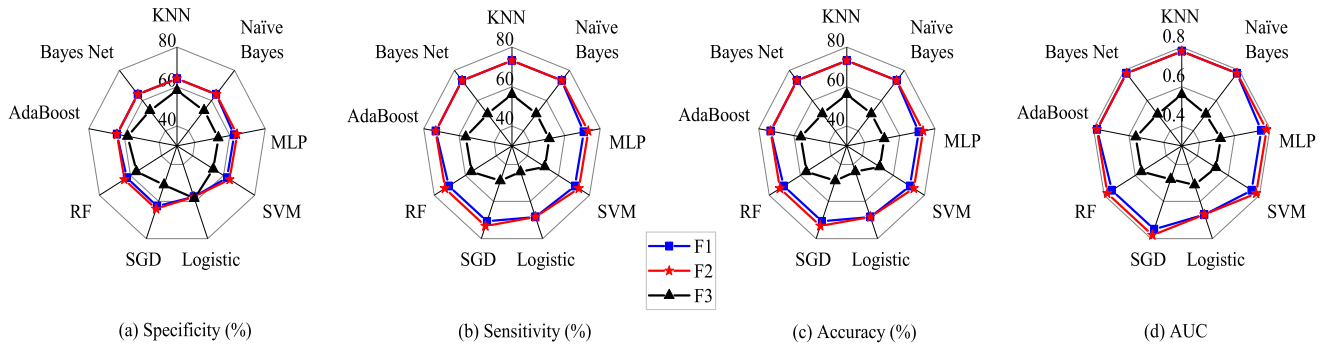 KNN
Naïve
Bayes
MLP
SVM
Logistic
SGD
RF
AdaBoost
Bayes Net
80
60
40
(a) Specificity (%)
KNN
Naïve
Bayes
MLP
SVM
Logistic
SGD
RF
AdaBoost
Bayes Net
80
60
40
(b) Sensitivity (%)
F1
F2
F3
KNN
Naïve
Bayes
MLP
SVM
Logistic
SGD
RF
AdaBoost
Bayes Net
80
60
40
(c) Accuracy (%)
KNN
Naïve
Bayes
MLP
SVM
Logistic
SGD
RF
AdaBoost
Bayes Net
0.8
0.6
0.4
(d) AUC